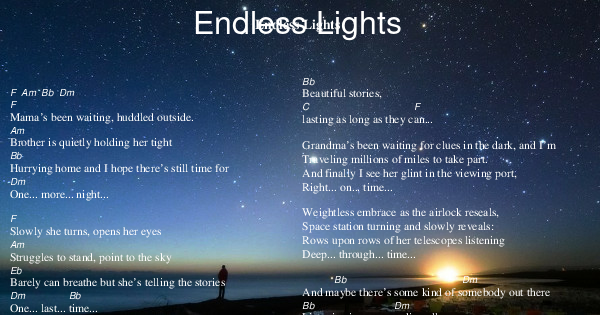 Endless Lights
Endless Lights
F Am Bb Dm
F
Mama's been waiting, huddled outside.
Am
Brother is quietly holding her tight
Bb
Hurrying home and I hope there's still time for
Dm
One... more... night...
F
Slowly she turns, opens her eyes
Am
Struggles to stand, point to the sky
Eb
Barely can breathe but she's telling the stories
Dm Bb
One... last... time...
Bb
Beautiful stories,
C F
lasting as long as they can...
Grandma's been waiting for clues in the dark, and I'm
Traveling millions of miles to take part.
And finally I see her glint in the viewing port,
Right... on... time...
Weightless embrace as the airlock reseals,
Space station turning and slowly reveals:
Rows upon rows of her telescopes listening
Deep... through... time...
Bb Dm
And maybe there's some kind of somebody out there
Bb Dm